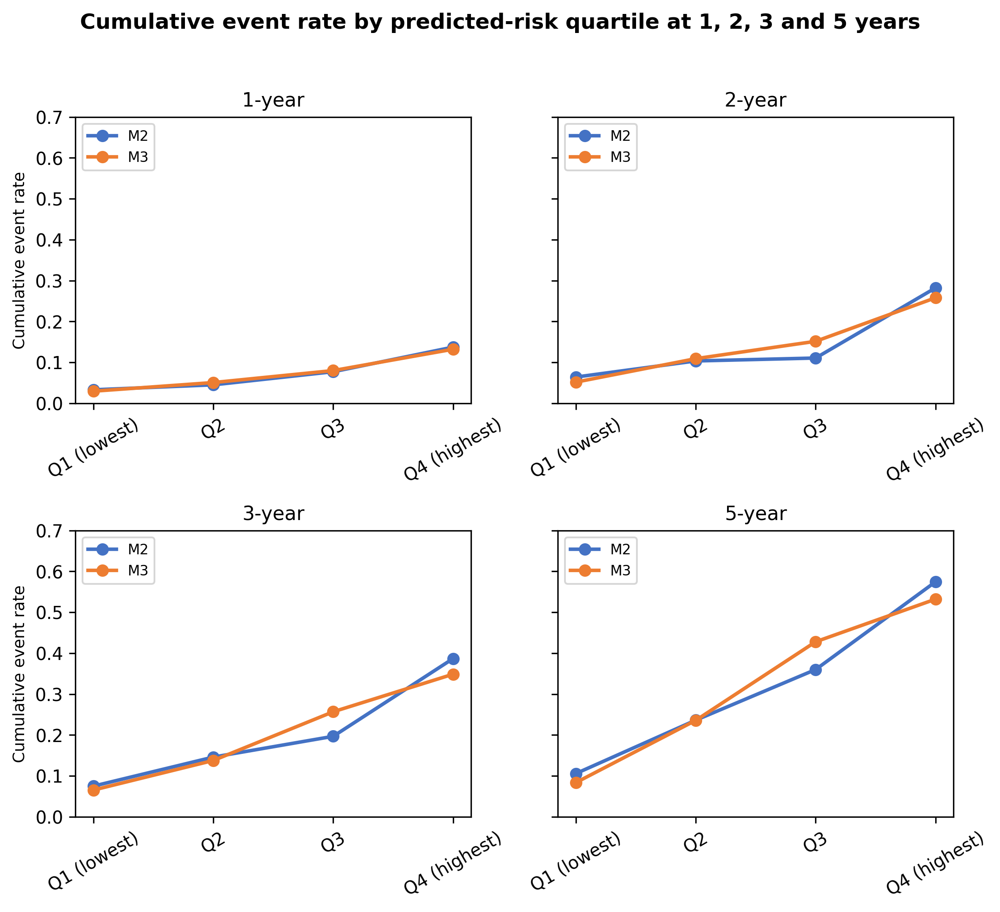 Cumulative event rate by predicted-risk quartile at 1, 2, 3 and 5 years
1-year
M2
M3
Cumulative event rate
0.7
0.6
0.5
0.4
0.3
0.2
0.1
0.0
Q1 (lowest)
Q2
Q3
Q4 (highest)
2-year
M2
M3
Q1 (lowest)
Q2
Q3
Q4 (highest)
3-year
M2
M3
Cumulative event rate
0.7
0.6
0.5
0.4
0.3
0.2
0.1
0.0
Q1 (lowest)
Q2
Q3
Q4 (highest)
5-year
M2
M3
Q1 (lowest)
Q2
Q3
Q4 (highest)